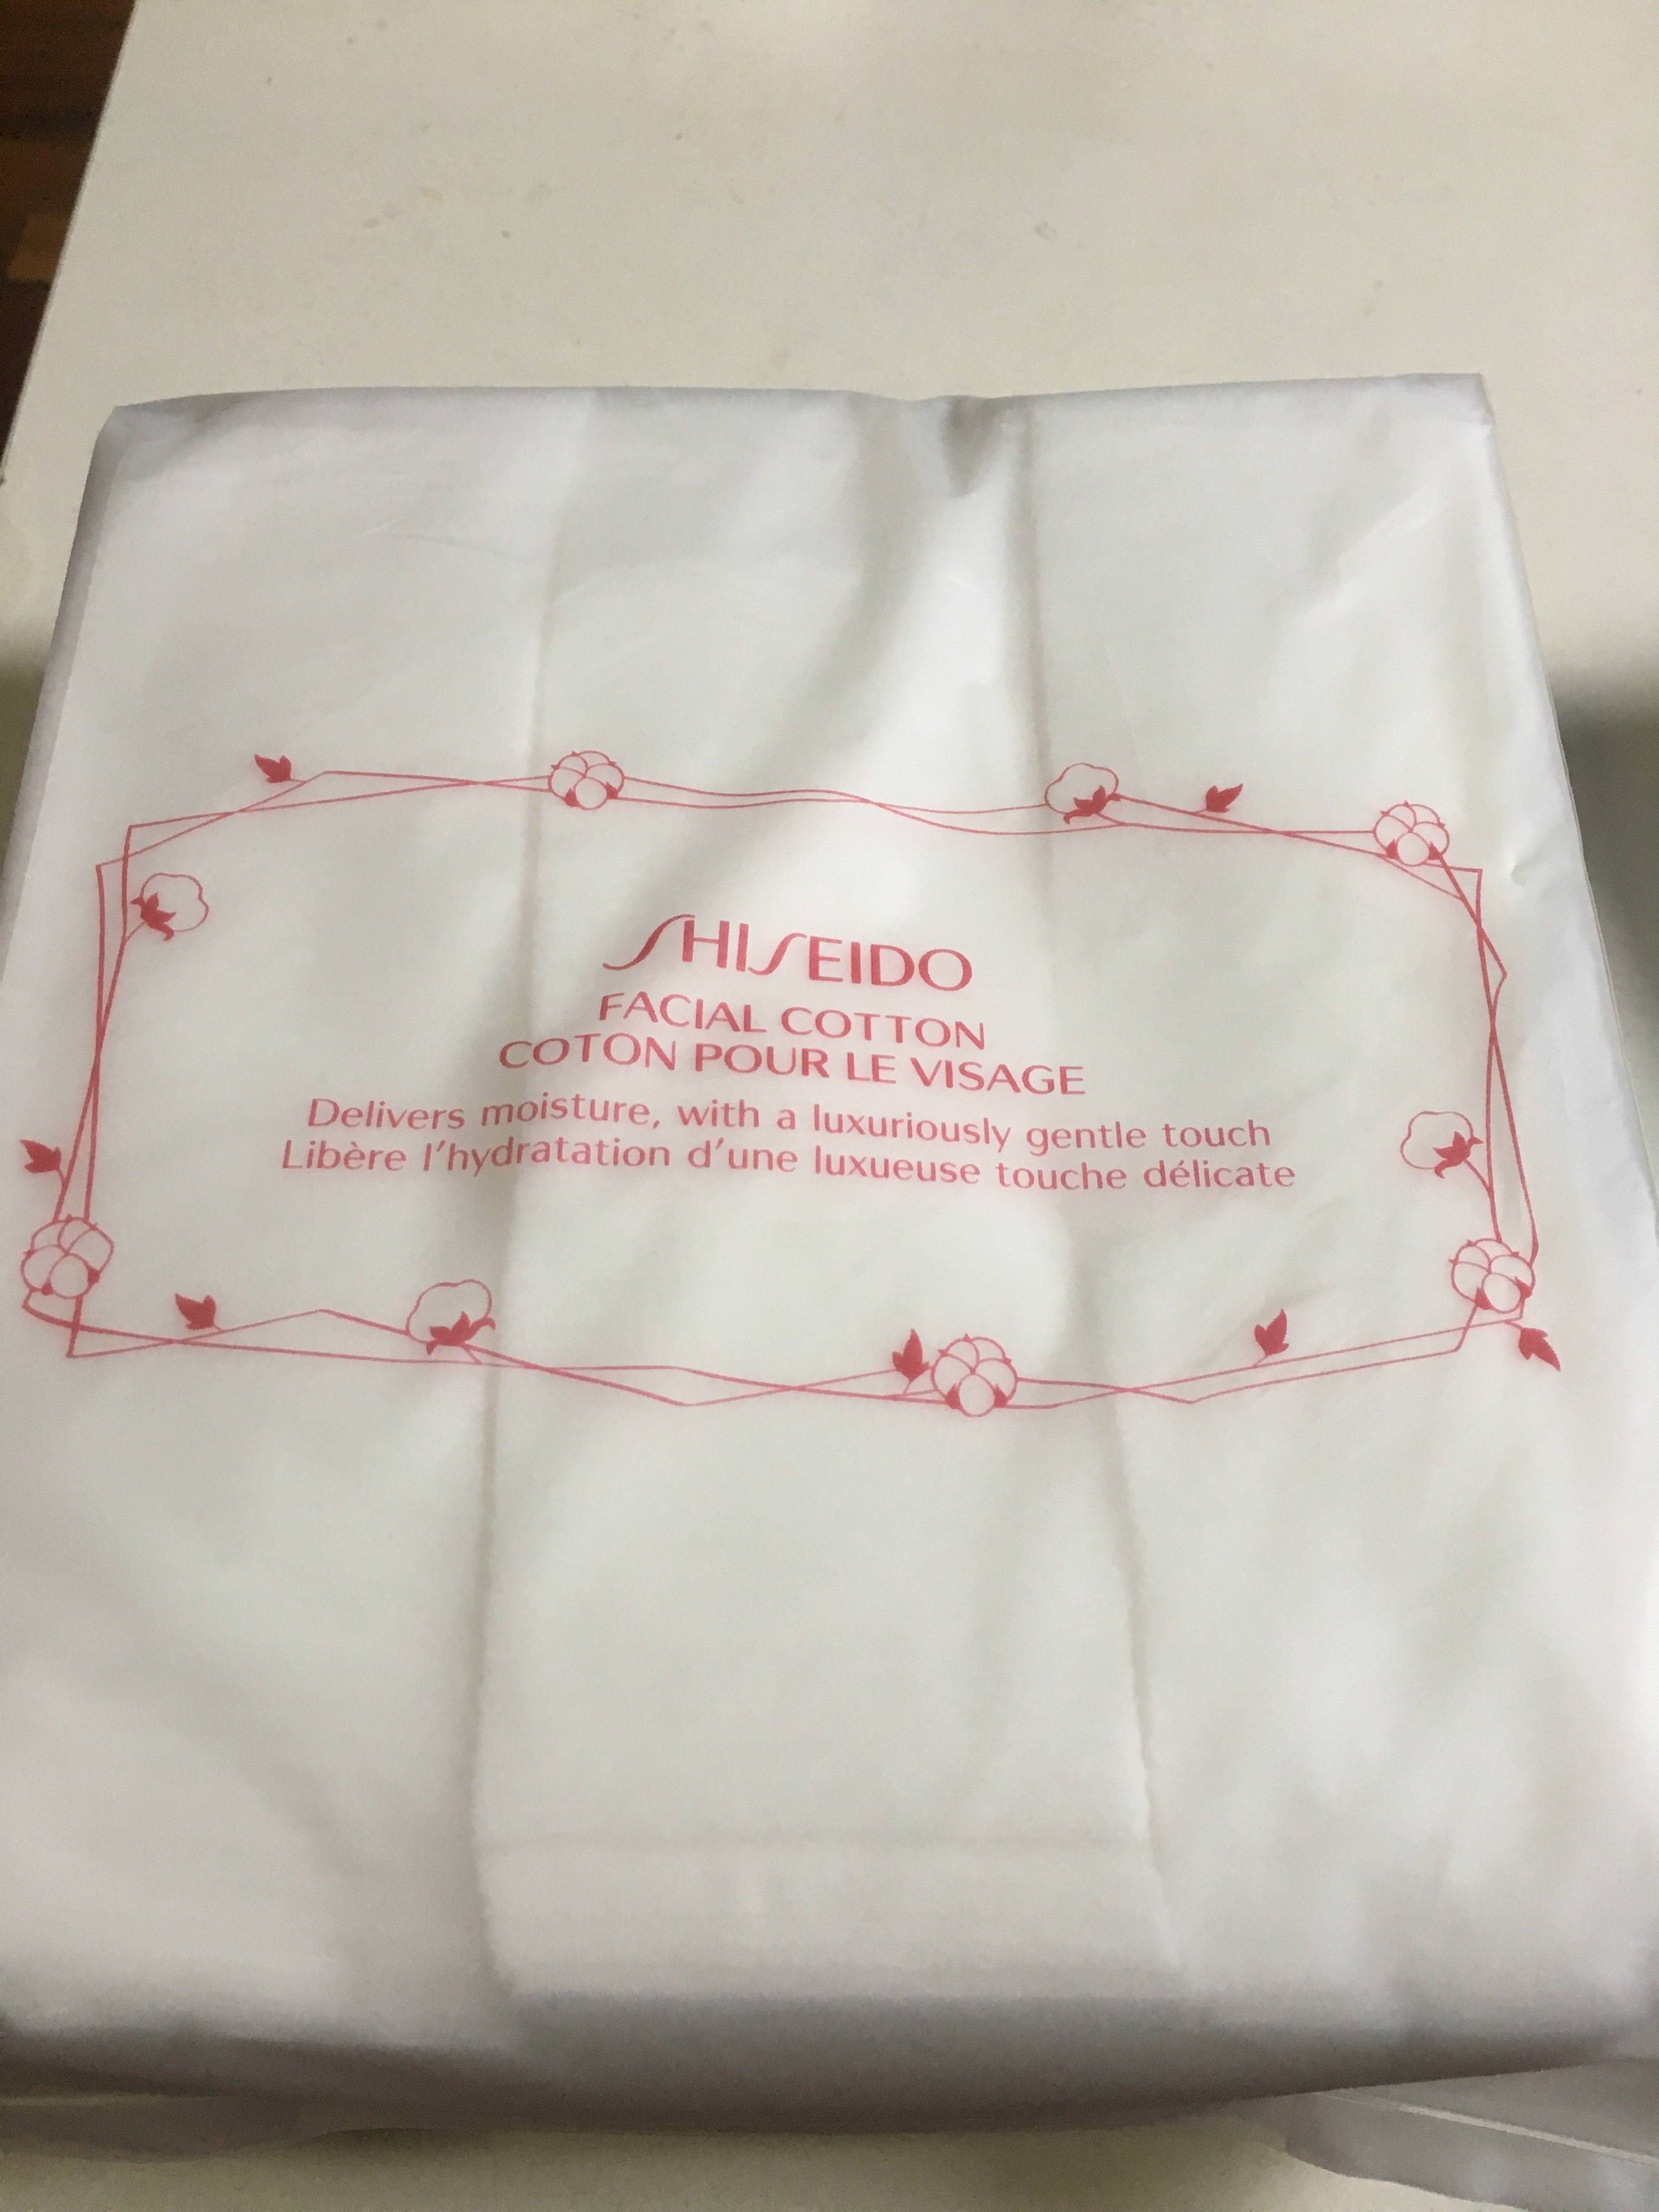 SHISEIDO
FACIAL COTTON
COTON POUR LE VISAGE
Delivers moisture, with a luxuriously gentle touch
Libère l'hydratation d'une luxueuse touche délicate